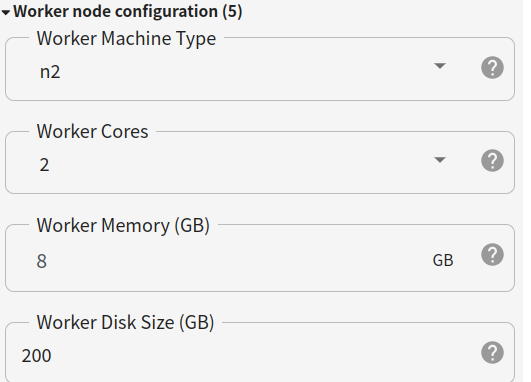 Worker node configuration (5)
Worker Machine Type
n2
Worker Cores
2
Worker Memory (GB)
8 GB
Worker Disk Size (GB)
200